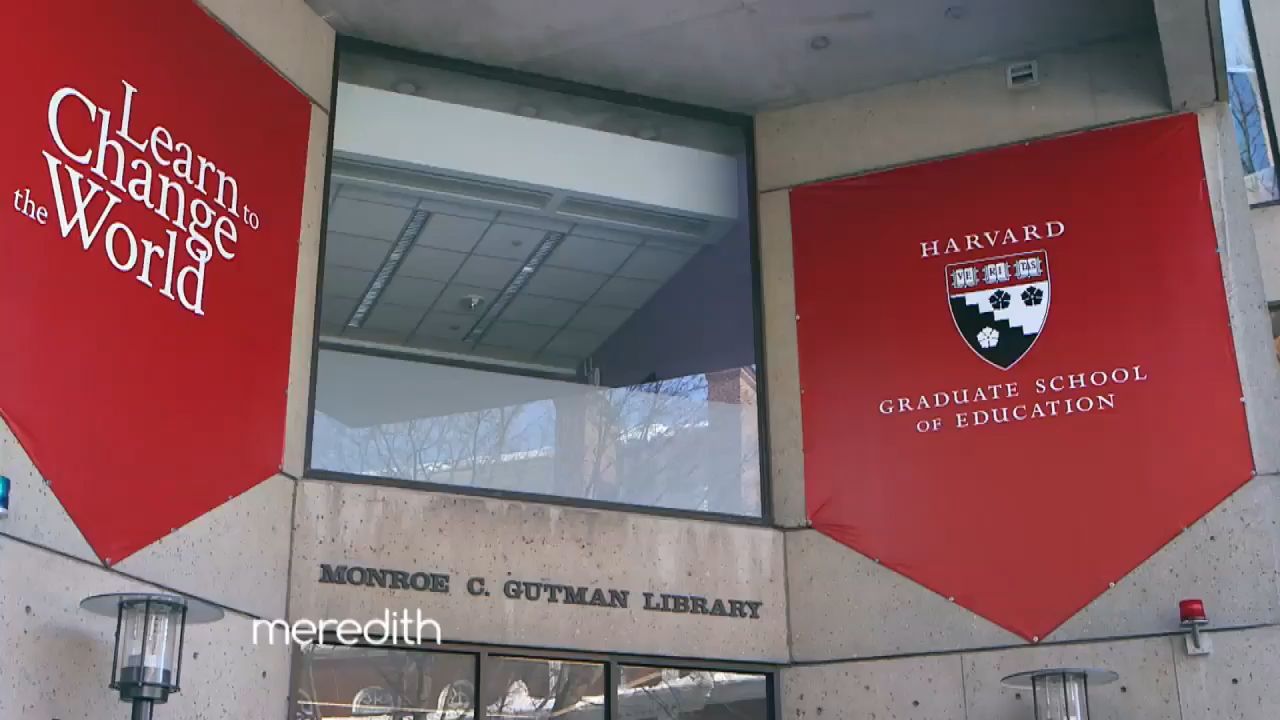 Learn to
Change
the World
HARVARD
VE RI TAS
GRADUATE SCHOOL
OF EDUCATION
MONROE C. GUTMAN LIBRARY
meredith